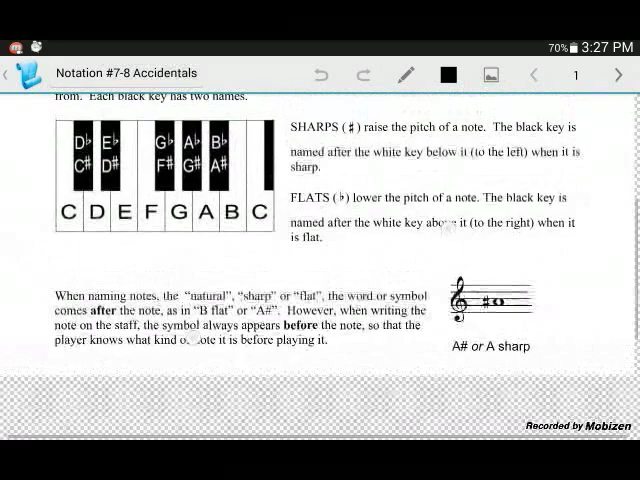 70% 3:27 PM
Notation #7-8 Accidentals
1
from. Each black key has two names.
D♭ E♭ G♭ A♭ B♭
C# D# F# G# A#
C D E F G A B C
SHARPS (♯) raise the pitch of a note. The black key is
named after the white key below it (to the left) when it is
sharp.
FLATS (♭) lower the pitch of a note. The black key is
named after the white key above it (to the right) when it
is flat.
When naming notes, the "natural", "sharp" or "flat", the word or symbol
comes after the note, as in "B flat" or "A#". However, when writing the
note on the staff, the symbol always appears before the note, so that the
player knows what kind of note it is before playing it.
A# or A sharp
Recorded by Mobizen